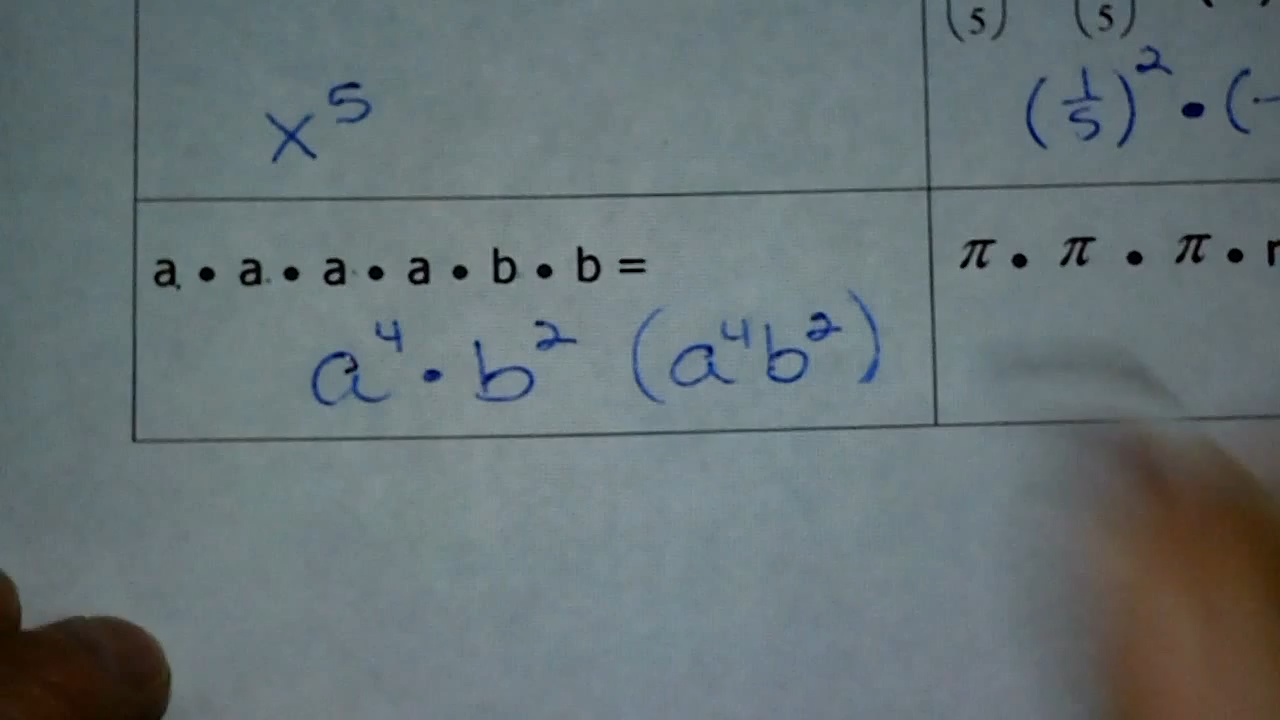 (5) (5)
x⁵
(1/5)² • (
a • a • a • a • b • b =
a⁴ • b² (a⁴b²)
π • π • π •